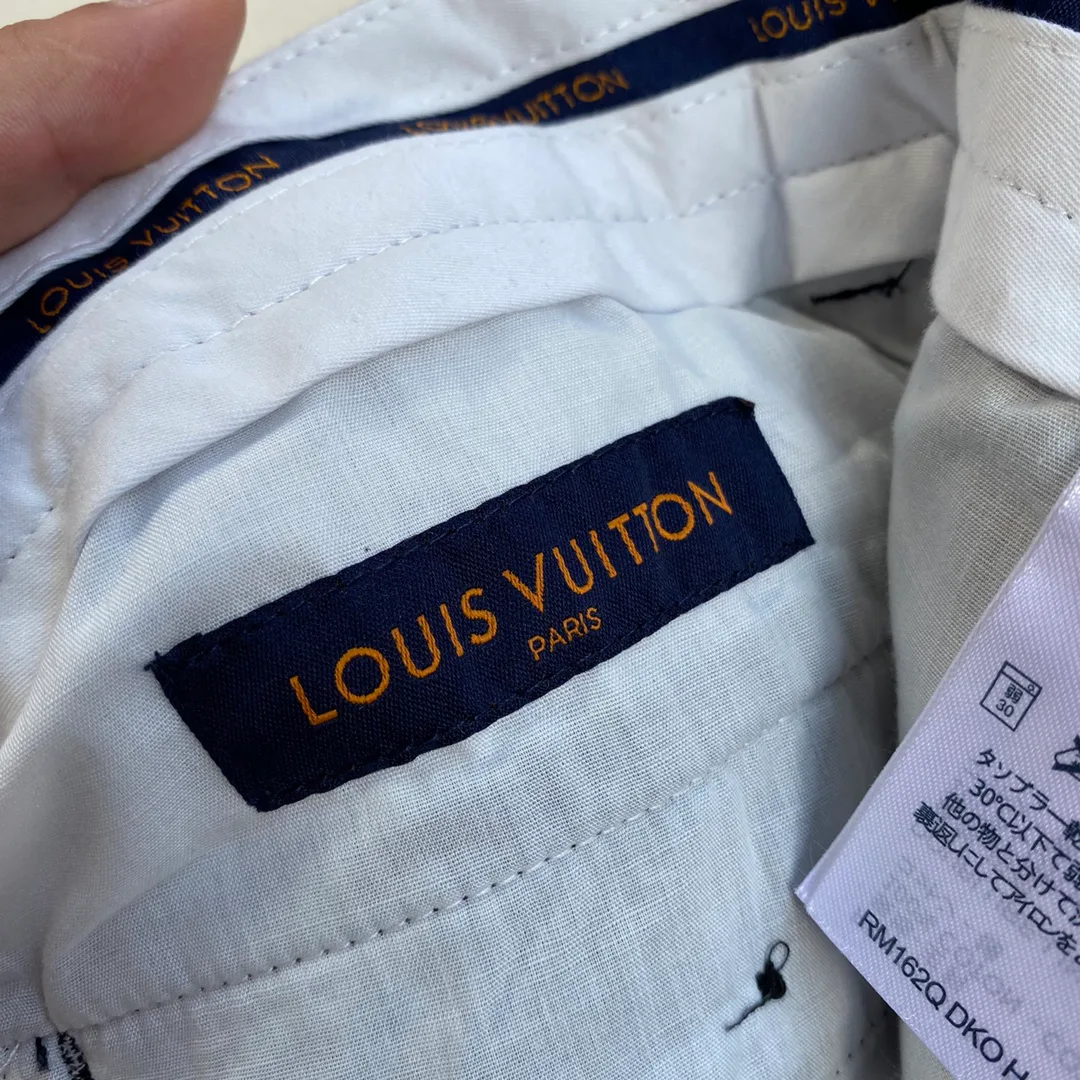 LOUIS VUITTON
LOUIS VUITTON
LOUIS VUITTON
LOUIS VUITTON
PARIS
弱
30
タンブラー乾
30℃以下で弱
他の物と分けて
裏返しにしてアイロンを
RM162Q DKO H